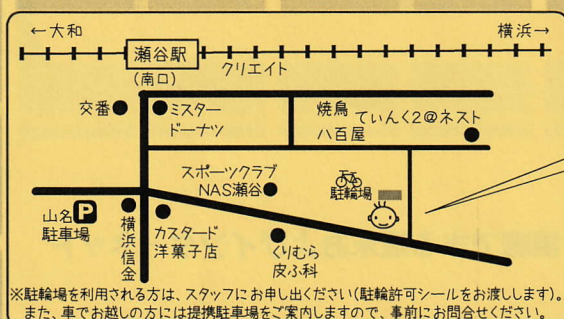 ←大和
横浜→
瀬谷駅
(南口)
クリエイト
交番
ミスター
ドーナツ
焼鳥
八百屋
てぃんく2@ネスト
スポーツクラブ
NAS瀬谷
駐輪場
山名
駐車場
P
横浜信金
カスタード
洋菓子店
くりむら
皮ふ科
※駐輪場を利用される方は、スタッフにお申し出ください(駐輪許可シールをお渡しします)。
また、車でお越しの方には提携駐車場をご案内しますので、事前にお問合せください。